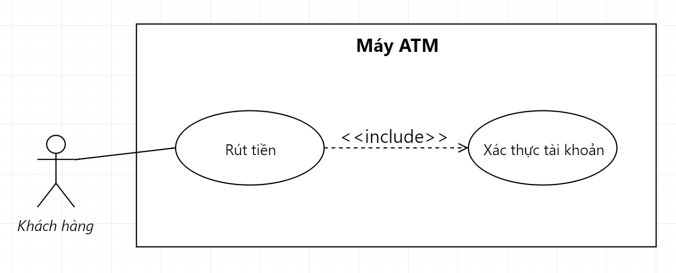 Máy ATM
Rút tiền
<<include>>
Xác thực tài khoản
Khách hàng